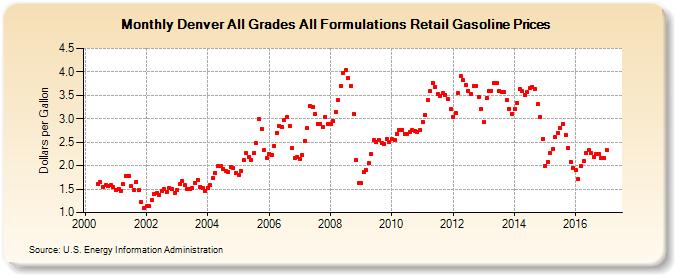 Monthly Denver All Grades All Formulations Retail Gasoline Prices
Dollars per Gallon
4.5
4.0
3.5
3.0
2.5
2.0
1.5
1.0
2000 2002 2004 2006 2008 2010 2012 2014 2016
Source: U.S. Energy Information Administration